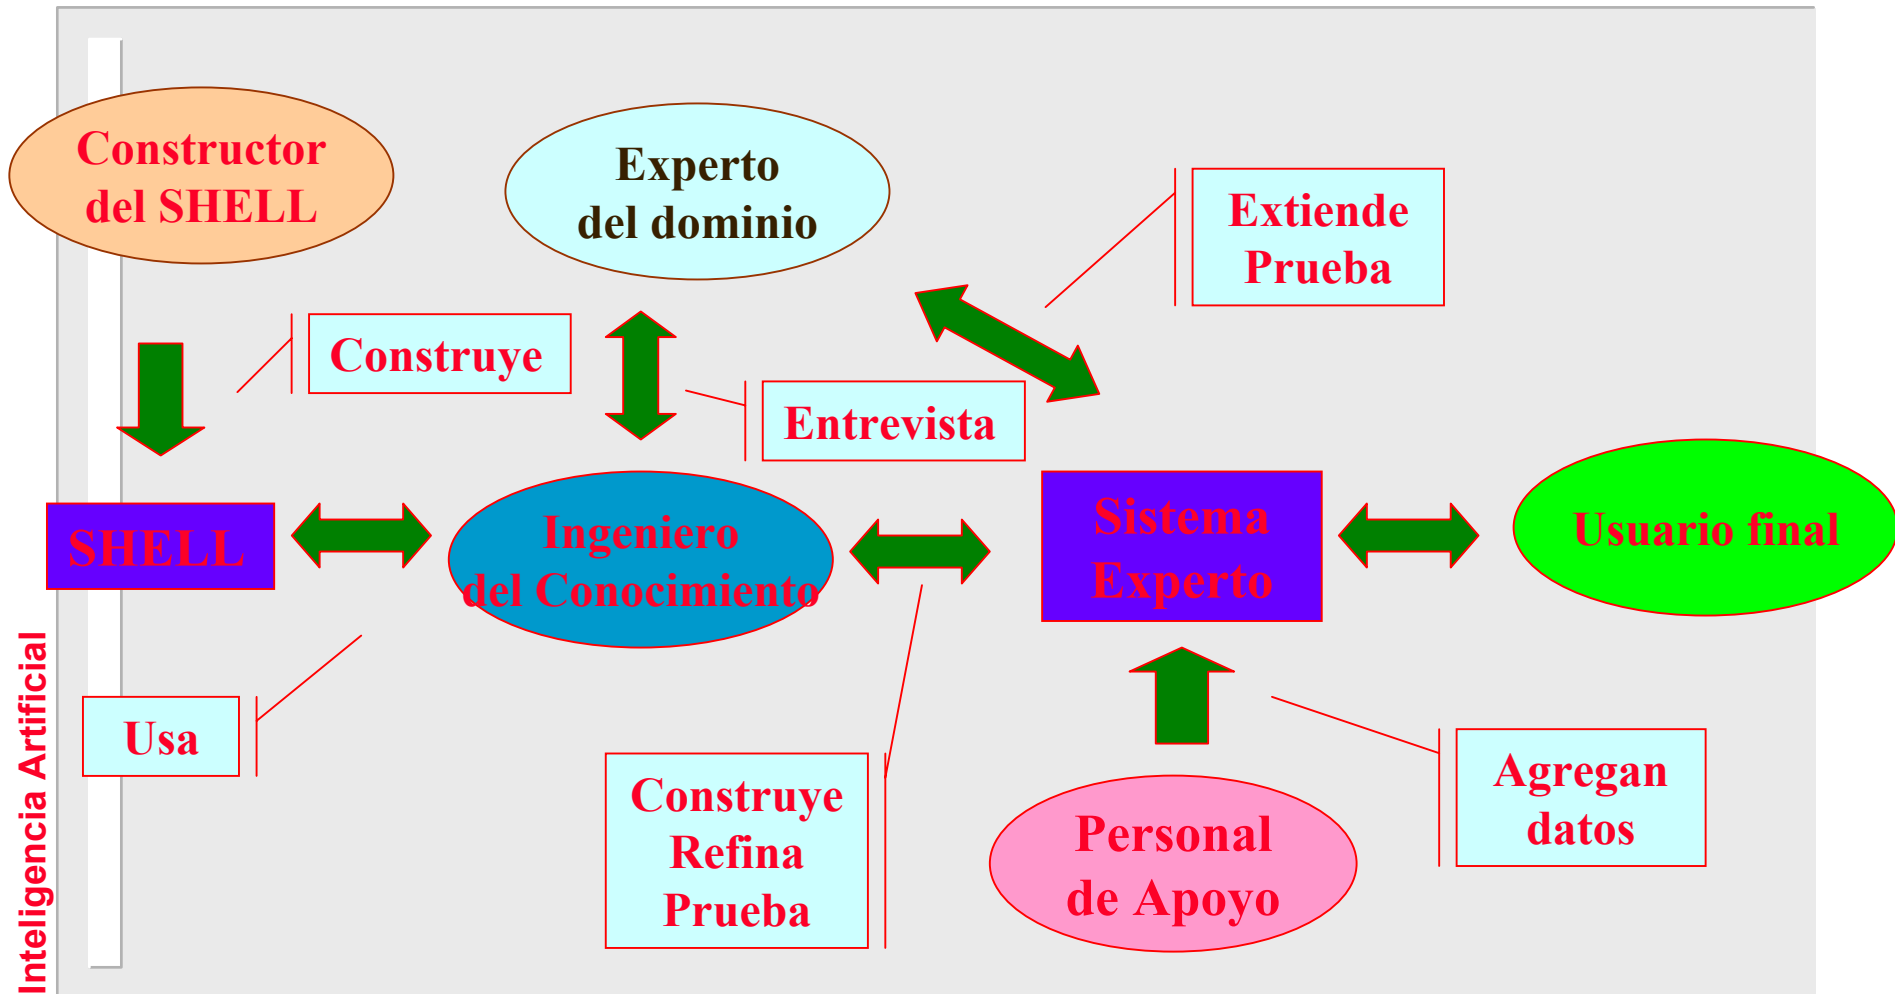 Constructor
del SHELL
Experto
del dominio
Extiende
Prueba
Construye
Entrevista
SHELL
Ingeniero
del Conocimiento
Sistema
Experto
Usuario final
Usa
Construye
Refina
Prueba
Personal
de Apoyo
Agregan
datos
Inteligencia Artificial